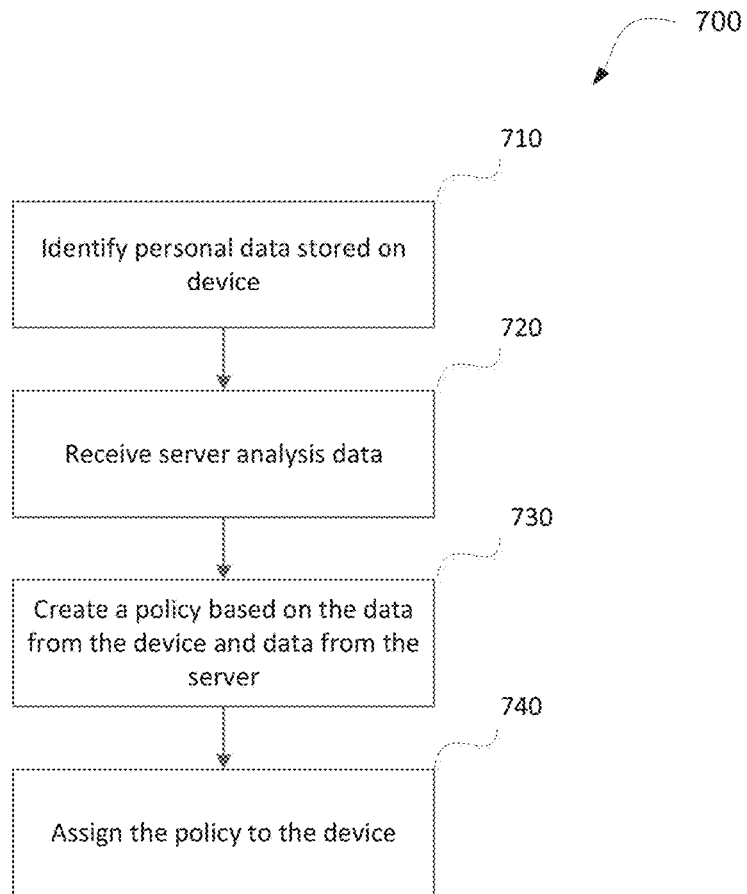 700
710
Identify personal data stored on
device
720
Receive server analysis data
730
Create a policy based on the data
from the device and data from the
server
740
Assign the policy to the device